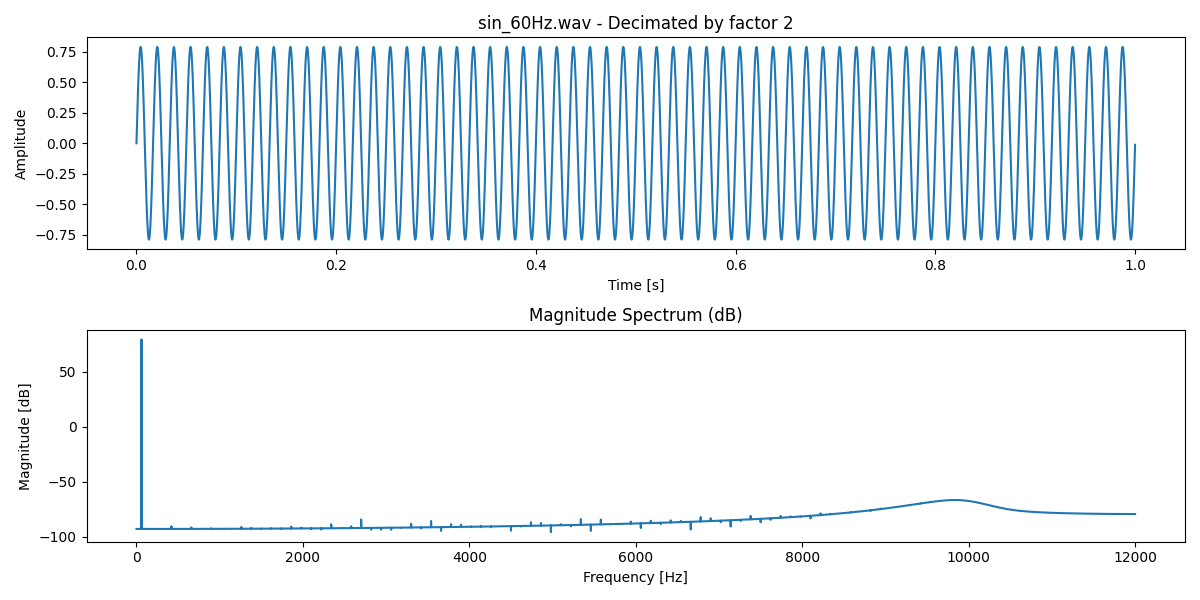 sin_60Hz.wav - Decimated by factor 2
0.75
0.50
0.25
0.00
−0.25
−0.50
−0.75
Amplitude
0.0 0.2 0.4 0.6 0.8 1.0
Time [s]
Magnitude Spectrum (dB)
50
0
−50
−100
Magnitude [dB]
0 2000 4000 6000 8000 10000 12000
Frequency [Hz]